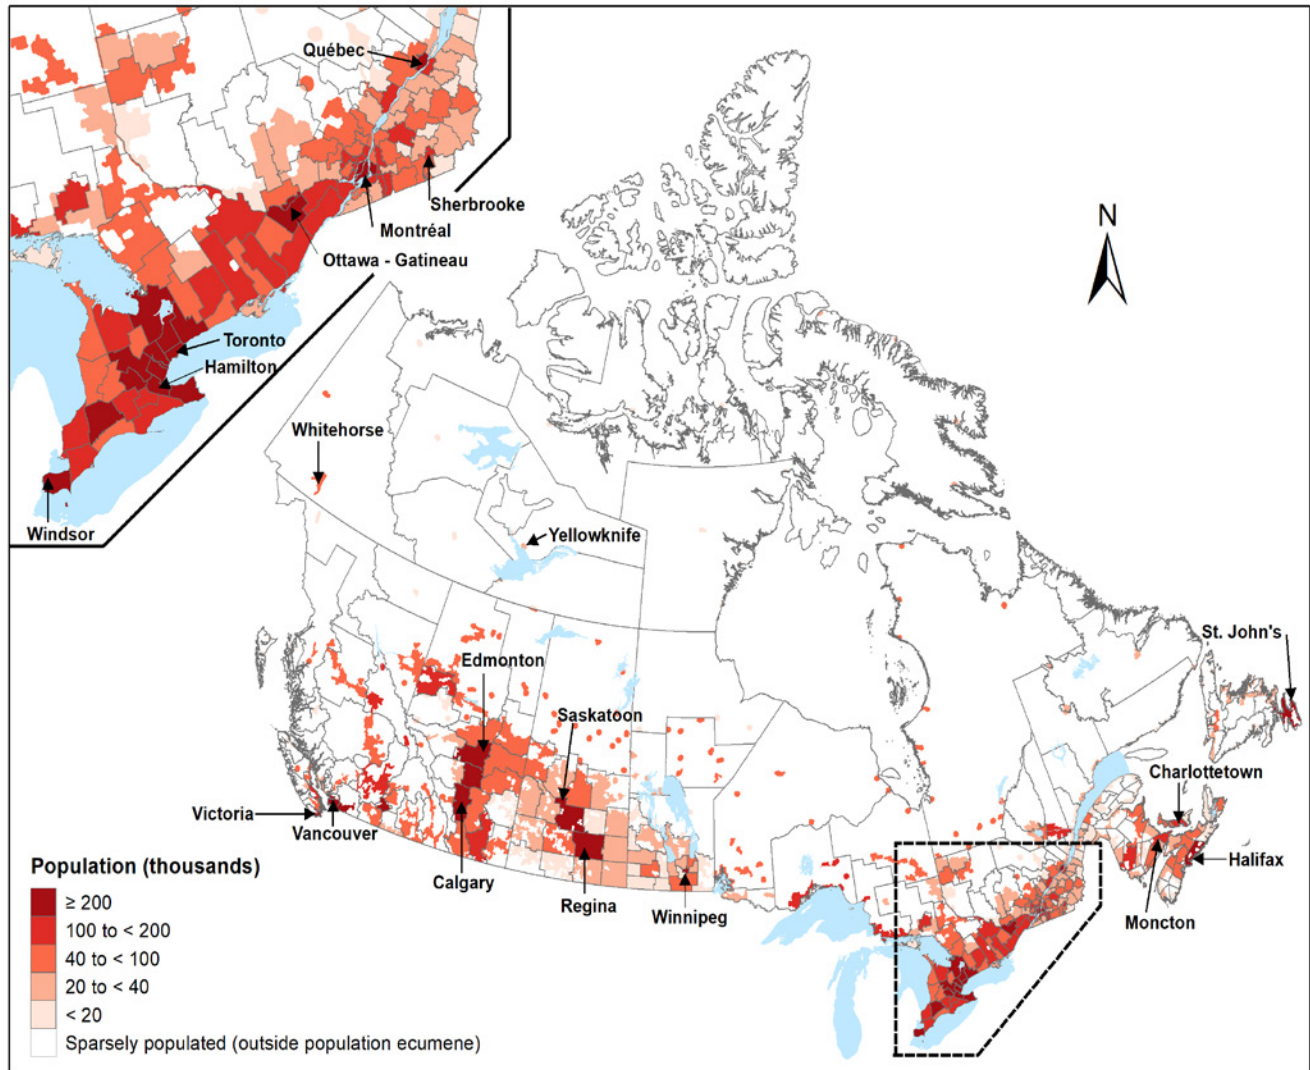 Québec
Sherbrooke
Montréal
Ottawa - Gatineau
Toronto
Hamilton
Windsor
N
Whitehorse
Yellowknife
St. John's
Edmonton
Saskatoon
Charlottetown
Victoria
Vancouver
Halifax
Calgary
Regina
Winnipeg
Moncton
Population (thousands)
≥ 200
100 to < 200
40 to < 100
20 to < 40
< 20
Sparsely populated (outside population ecumene)